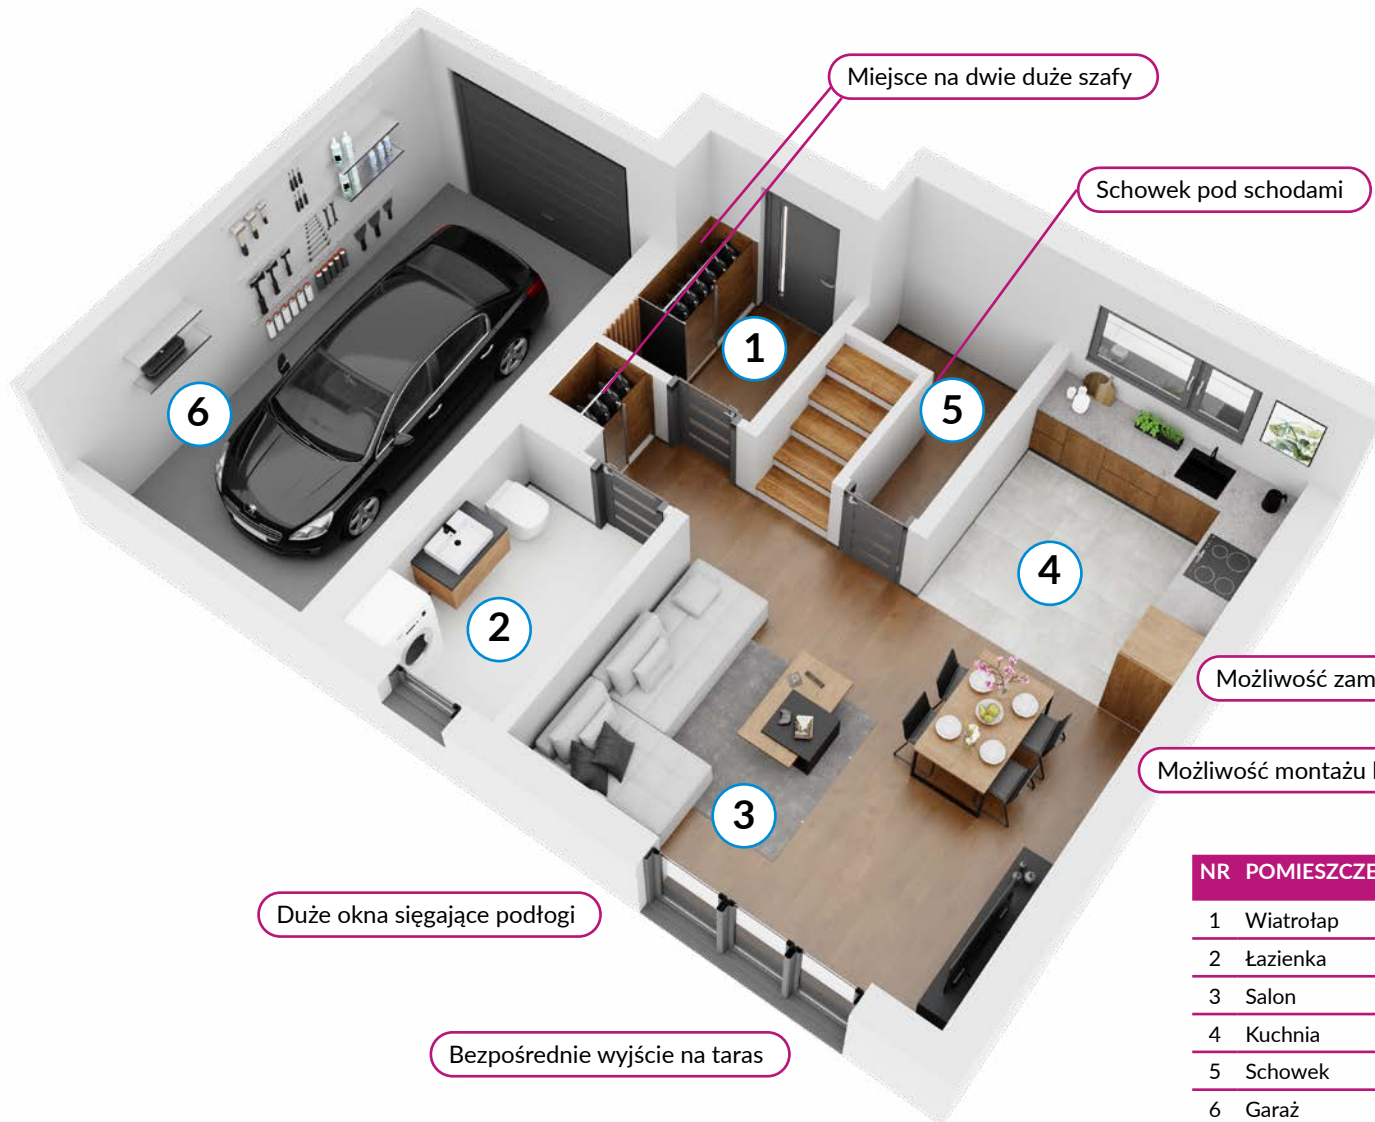 Miejsce na dwie duże szafy
Schowek pod schodami
1
5
6
4
2
Możliwość
Możliwość montażu
3
NR
1 Wiatrołap
2 Łazienka
3 Salon
4 Kuchnia
5 Schowek
6 Garaż
Duże okna sięgające podłogi
Bezpośrednie wyjście na taras